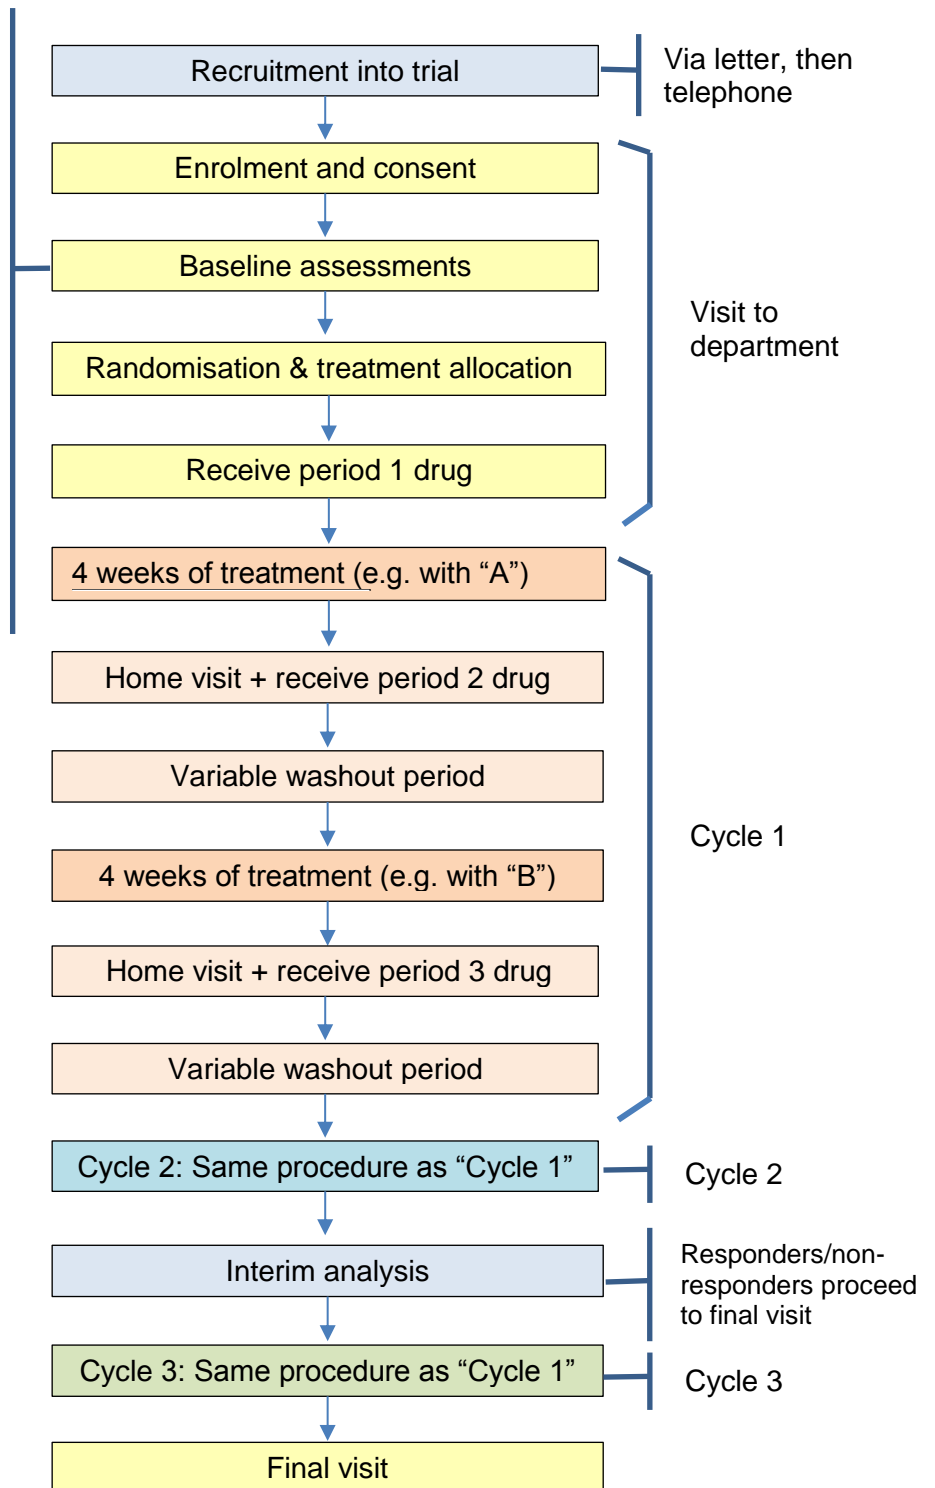 Recruitment into trial
Via letter, then
telephone
Enrolment and consent
Baseline assessments
Visit to
department
Randomisation & treatment allocation
Receive period 1 drug
4 weeks of treatment (e.g. with “A”)
Home visit + receive period 2 drug
Variable washout period
Cycle 1
4 weeks of treatment (e.g. with “B”)
Home visit + receive period 3 drug
Variable washout period
Cycle 2: Same procedure as “Cycle 1”
Cycle 2
Interim analysis
Responders/non-
responders proceed
to final visit
Cycle 3: Same procedure as “Cycle 1”
Cycle 3
Final visit